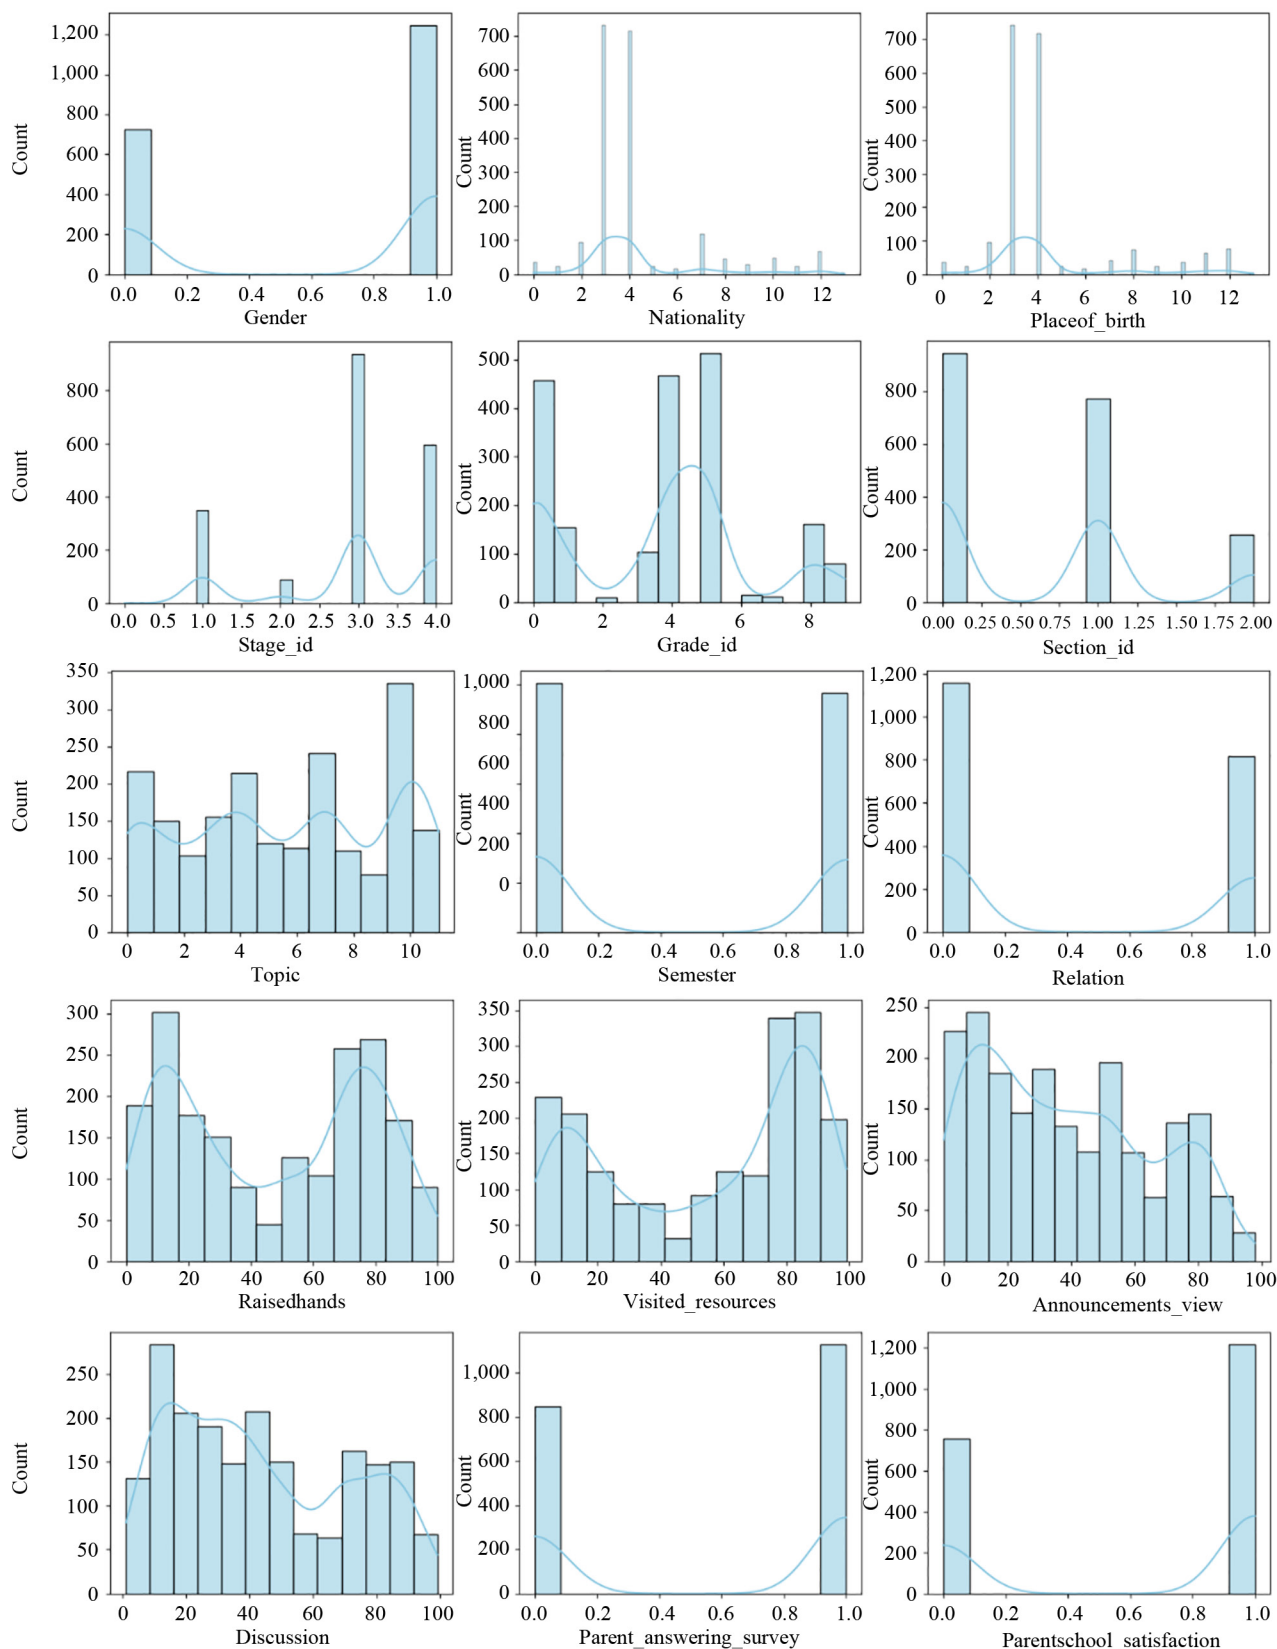 1,200
1,000
800
600
400
200
0
Count
0.0 0.2 0.4 0.6 0.8 1.0
Gender
700
600
500
400
300
200
100
0
Count
0 2 4 6 8 10 12
Nationality
700
600
500
400
300
200
100
0
Count
0 2 4 6 8 10 12
Placeof_birth
800
600
400
200
0
Count
0.0 0.5 1.0 1.5 2.0 2.5 3.0 3.5 4.0
Stage_id
500
400
300
200
100
0
Count
0 2 4 6 8
Grade_id
800
600
400
200
0
Count
0.00 0.25 0.50 0.75 1.00 1.25 1.50 1.75 2.00
Section_id
350
300
250
200
150
100
50
0
Count
0 2 4 6 8 10
Topic
1,000
800
600
400
200
0
Count
0.0 0.2 0.4 0.6 0.8 1.0
Semester
1,200
1,000
800
600
400
200
0
Count
0.0 0.2 0.4 0.6 0.8 1.0
Relation
300
250
200
150
100
50
0
Count
0 20 40 60 80 100
Raisedhands
350
300
250
200
150
100
50
0
Count
0 20 40 60 80 100
Visited_resources
250
200
150
100
50
0
Count
0 20 40 60 80 100
Announcements_view
250
200
150
100
50
0
Count
0 20 40 60 80 100
Discussion
1,000
800
600
400
200
0
Count
0.0 0.2 0.4 0.6 0.8 1.0
Parent_answering_survey
1,200
1,000
800
600
400
200
0
Count
0.0 0.2 0.4 0.6 0.8 1.0
Parentschool_satisfaction